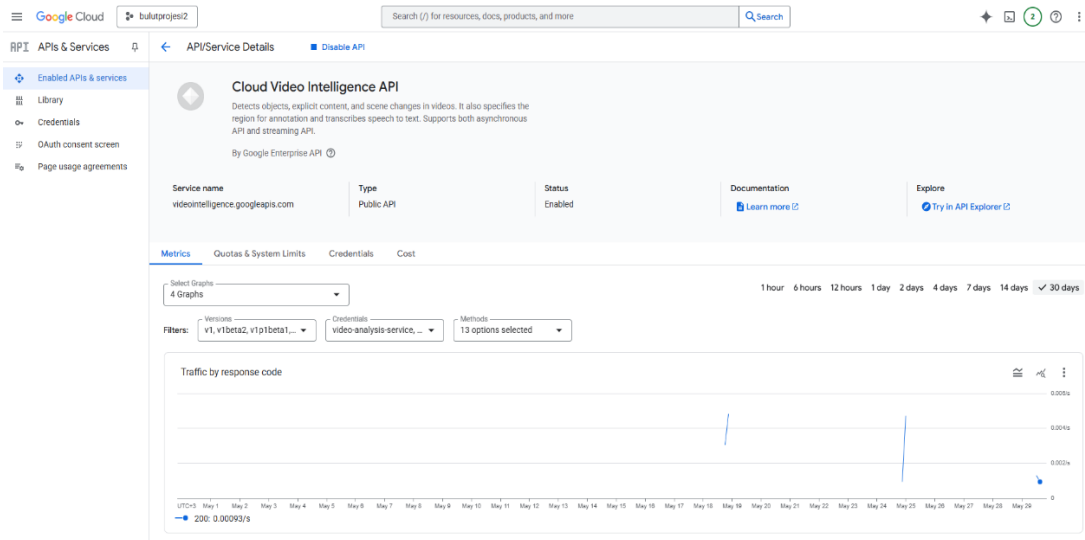 Google Cloud
bulutprojesi2
Search (/) for resources, docs, products, and more
Search
2
API APIs & Services
API/Service Details
Disable API
Enabled APIs & services
Library
Credentials
OAuth consent screen
Page usage agreements
Cloud Video Intelligence API
Detects objects, explicit content, and scene changes in videos. It also specifies the
region for annotation and transcribes speech to text. Supports both asynchronous
API and streaming API.
By Google Enterprise API
Service name
videointelligence.googleapis.com
Type
Public API
Status
Enabled
Documentation
Learn more
Explore
Try in API Explorer
Metrics Quotas & System Limits Credentials Cost
Select Graphs
4 Graphs
1 hour 6 hours 12 hours 1 day 2 days 4 days 7 days 14 days 30 days
Filters:
Versions
v1, v1beta2, v1p1beta1,...
Credentials
video-analysis-service, ...
Methods
13 options selected
Traffic by response code
0.006/s
0.004/s
0.002/s
0
UTC+3 May 1 May 2 May 3 May 4 May 5 May 6 May 7 May 8 May 9 May 10 May 11 May 12 May 13 May 14 May 15 May 16 May 17 May 18 May 19 May 20 May 21 May 22 May 23 May 24 May 25 May 26 May 27 May 28 May 29
200: 0.00093/s